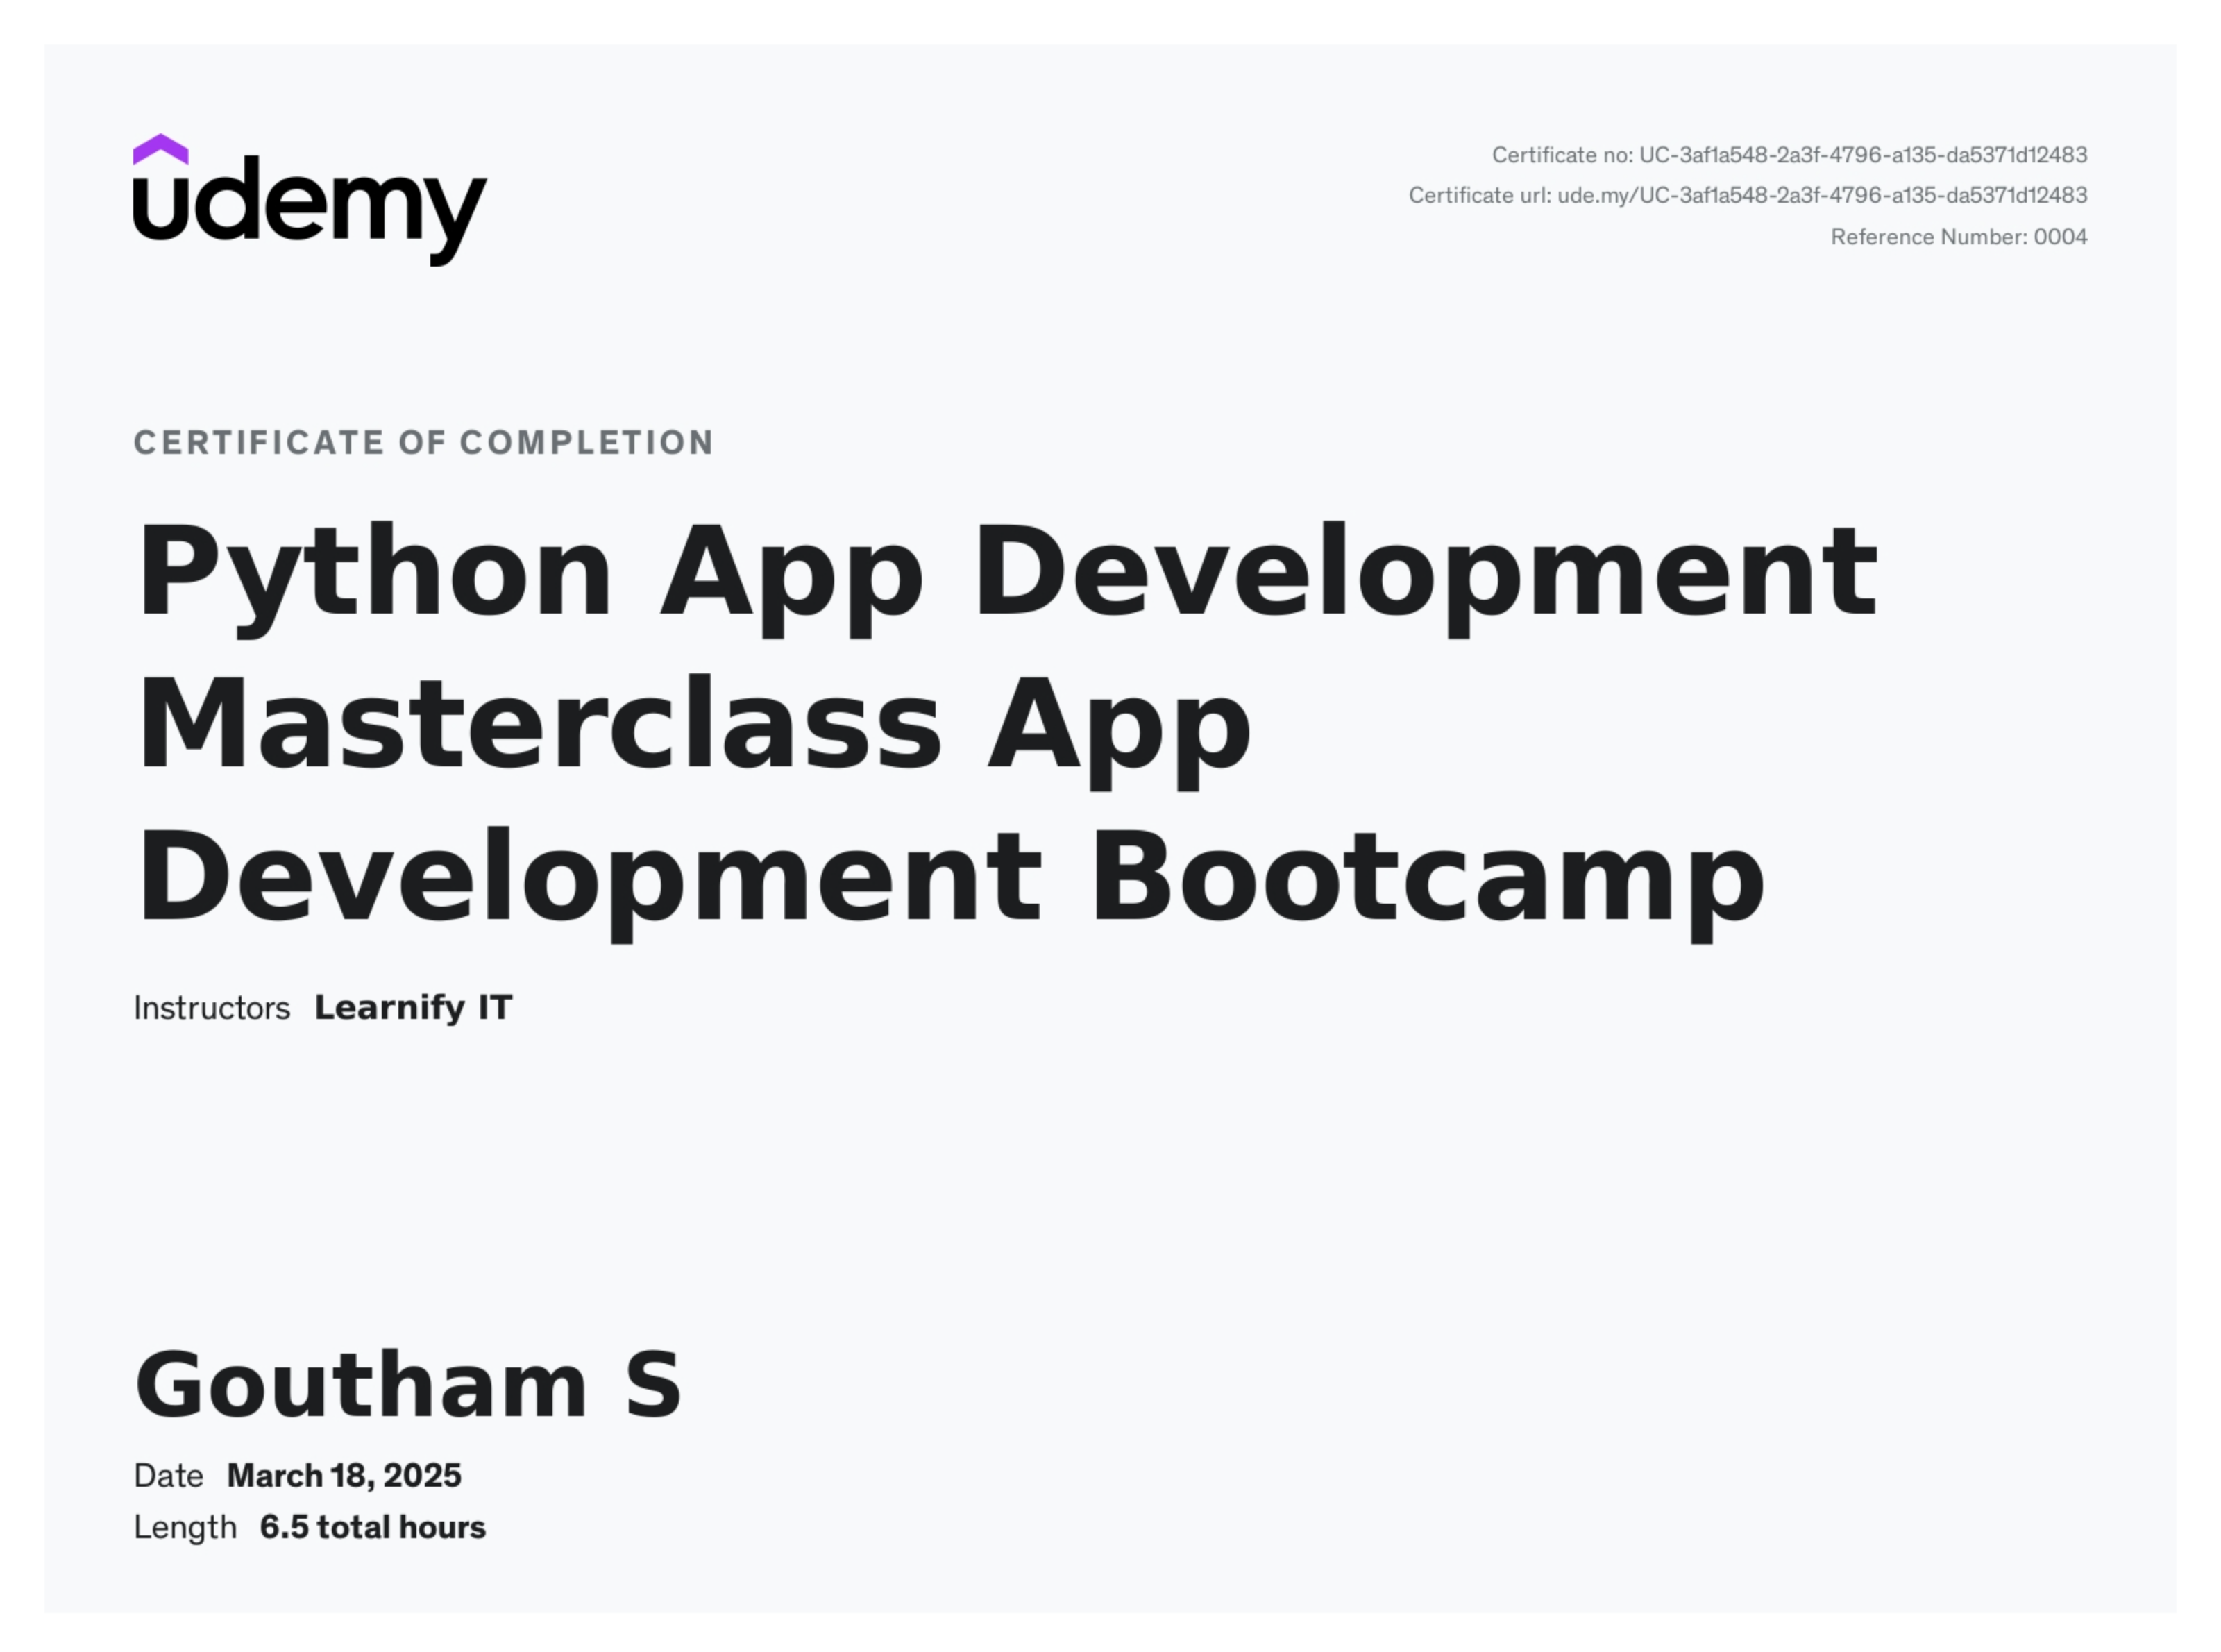 udemy
Certificate no: UC-3af1a548-2a3f-4796-a135-da5371d12483
Certificate url: ude.my/UC-3af1a548-2a3f-4796-a135-da5371d12483
Reference Number: 0004
CERTIFICATE OF COMPLETION
Python App Development
Masterclass App
Development Bootcamp
Instructors Learnify IT
Goutham S
Date March 18, 2025
Length 6.5 total hours